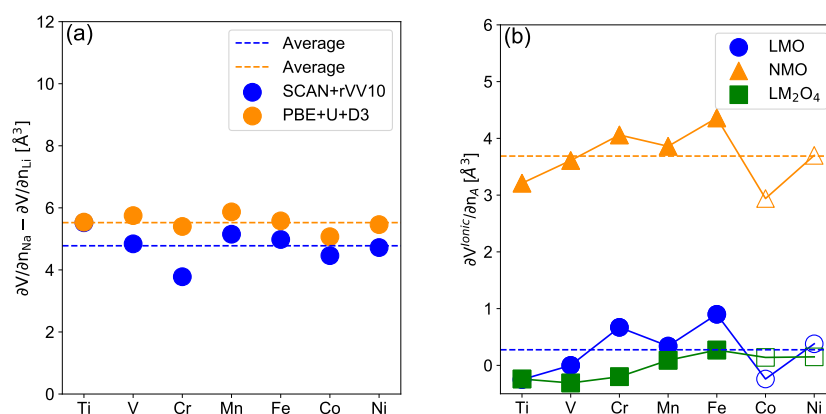 (a)
12
10
8
6
4
2
0
∂V/∂n_Na − ∂V/∂n_Li [Å³]
Average
Average
SCAN+rVV10
PBE+U+D3
Ti V Cr Mn Fe Co Ni
(b)
6
5
4
3
2
1
0
∂V^Ionic/∂n_A [Å³]
LMO
NMO
LM₂O₄
Ti V Cr Mn Fe Co Ni